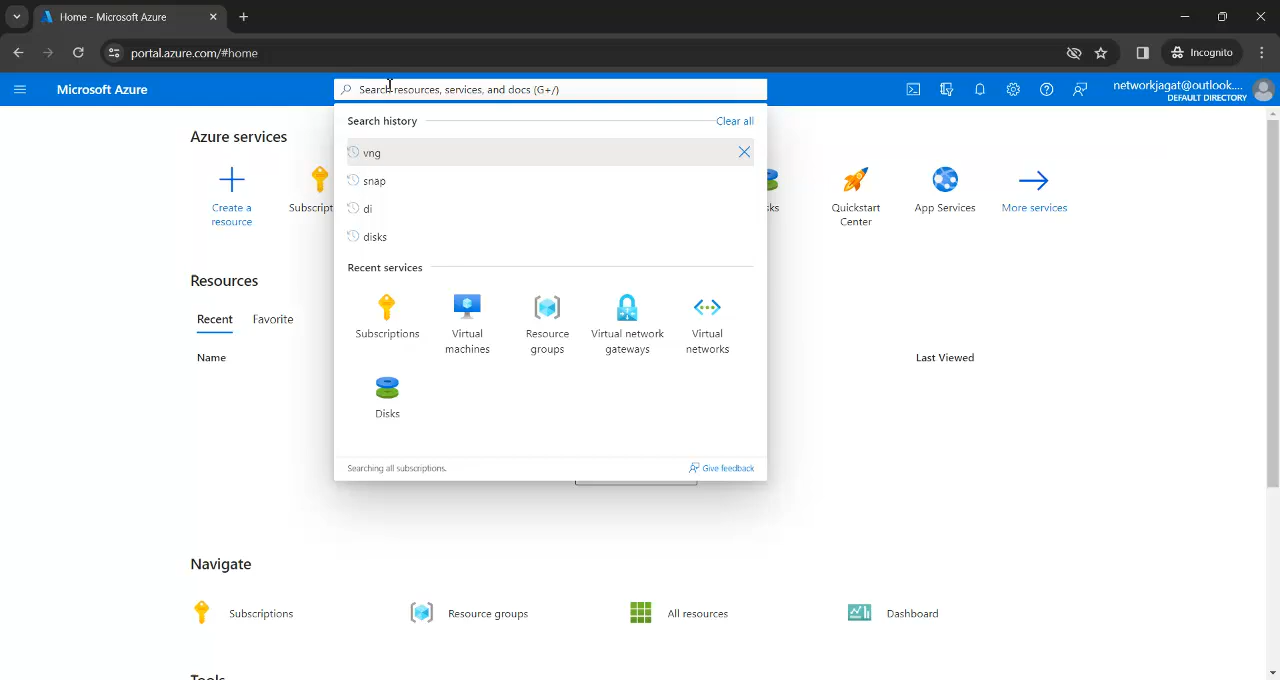 Home - Microsoft Azure
portal.azure.com/#home
Incognito
Microsoft Azure
Search resources, services, and docs (G+/)
networkjagat@outlook....
DEFAULT DIRECTORY
Search history
Clear all
vng
snap
di
disks
Recent services
Subscriptions
Virtual machines
Resource groups
Virtual network gateways
Virtual networks
Disks
Searching all subscriptions.
Give feedback
Azure services
Create a resource
Subscript
sks
Quickstart Center
App Services
More services
Resources
Recent
Favorite
Name
Last Viewed
Navigate
Subscriptions
Resource groups
All resources
Dashboard
Tools